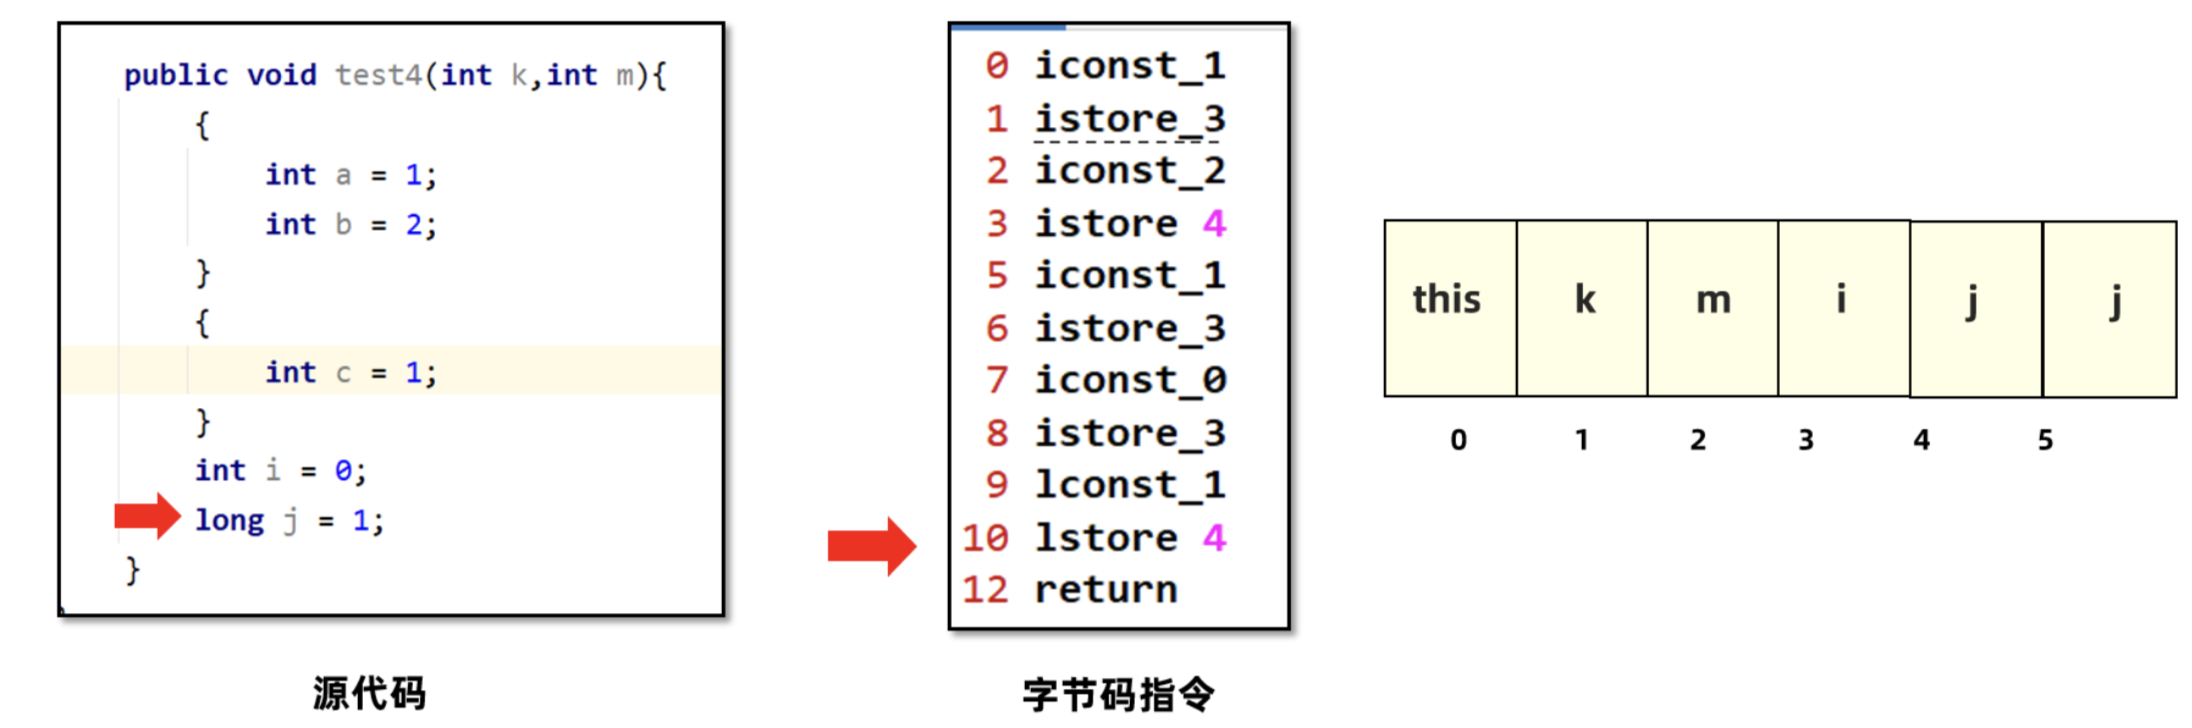 public void test4(int k,int m){
{
int a = 1;
int b = 2;
}
{
int c = 1;
}
int i = 0;
long j = 1;
}
源代码
0 iconst_1
1 istore_3
2 iconst_2
3 istore 4
5 iconst_1
6 istore_3
7 iconst_0
8 istore_3
9 lconst_1
10 lstore 4
12 return
字节码指令
this k m i j j
0 1 2 3 4 5